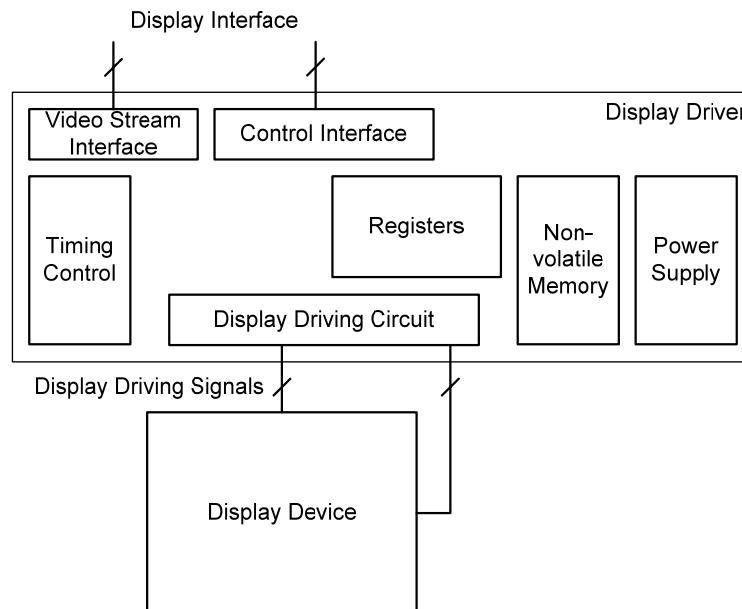 Display Interface
Display Driver
Video Stream
Interface
Control Interface
Timing
Control
Registers
Non-
volatile
Memory
Power
Supply
Display Driving Circuit
Display Driving Signals
Display Device